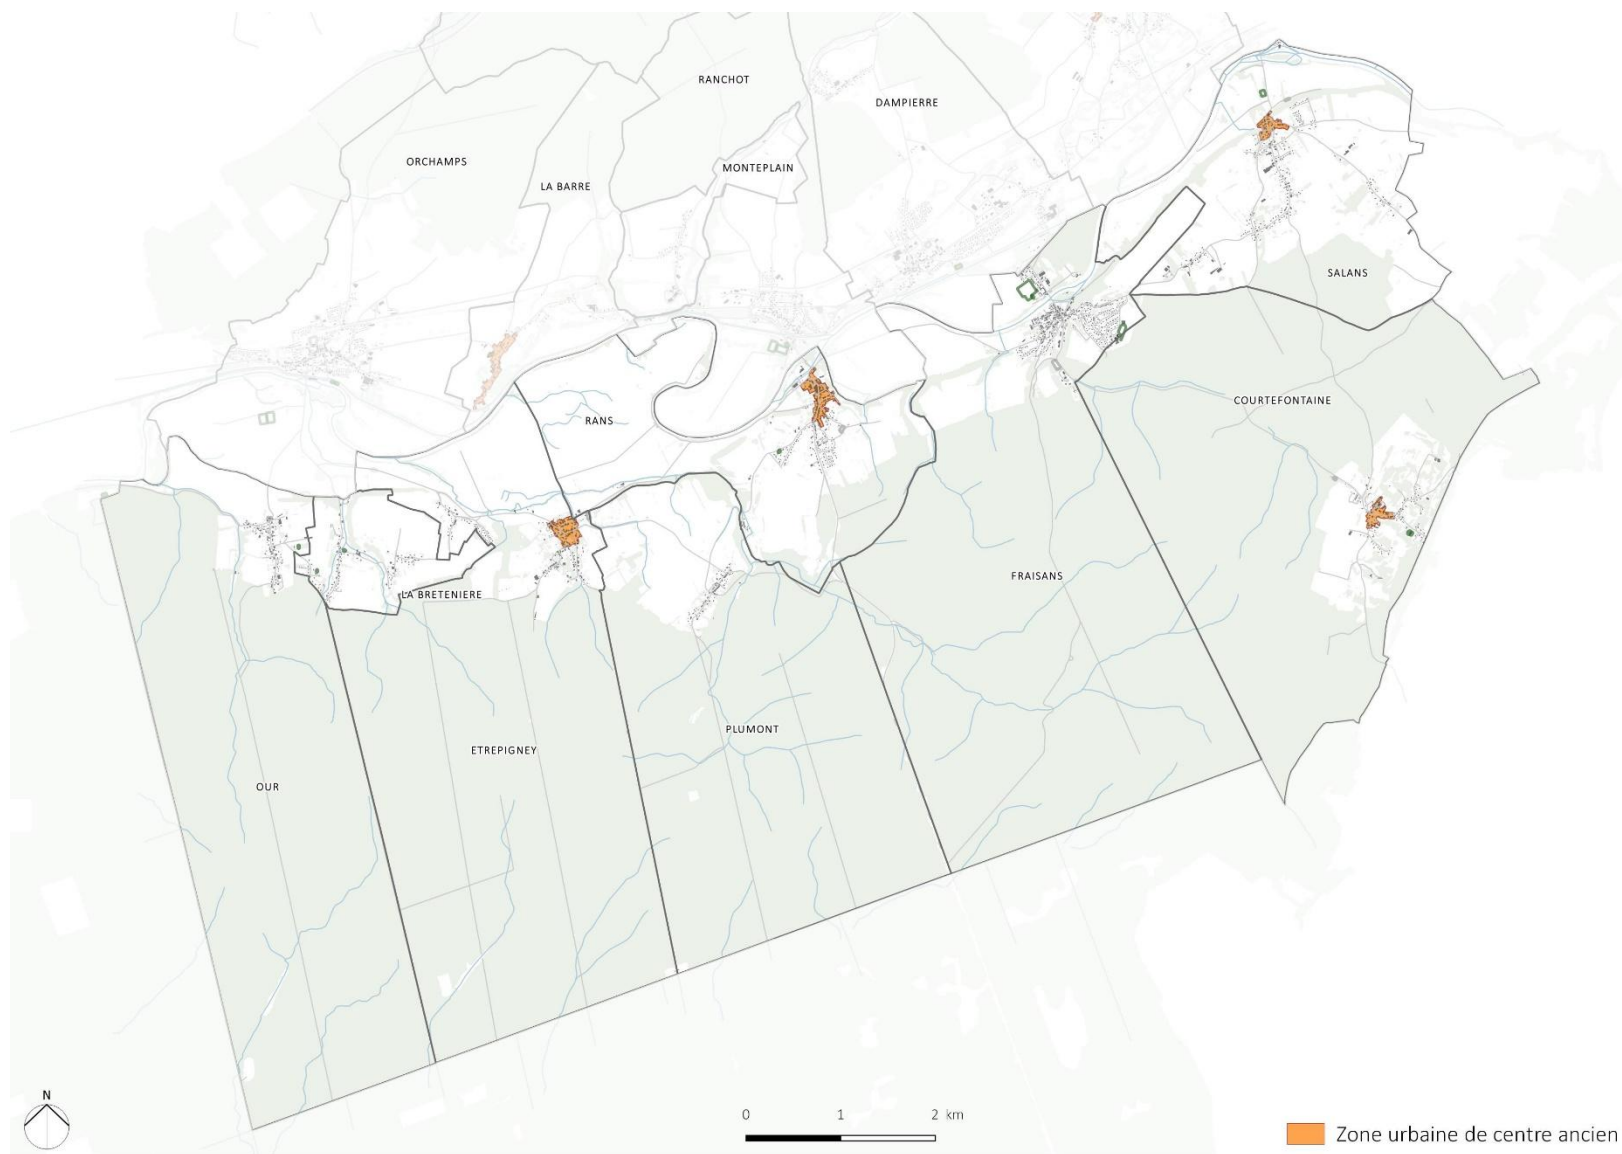 RANCHOT
DAMPIERRE
ORCHAMPS
MONTEPLAIN
LA BARRE
SALANS
COURTEFONTAINE
RANS
FRAISANS
LA BRETENIERE
PLUMONT
ETREPIGNEY
OUR
N
0 1 2 km
Zone urbaine de centre ancien